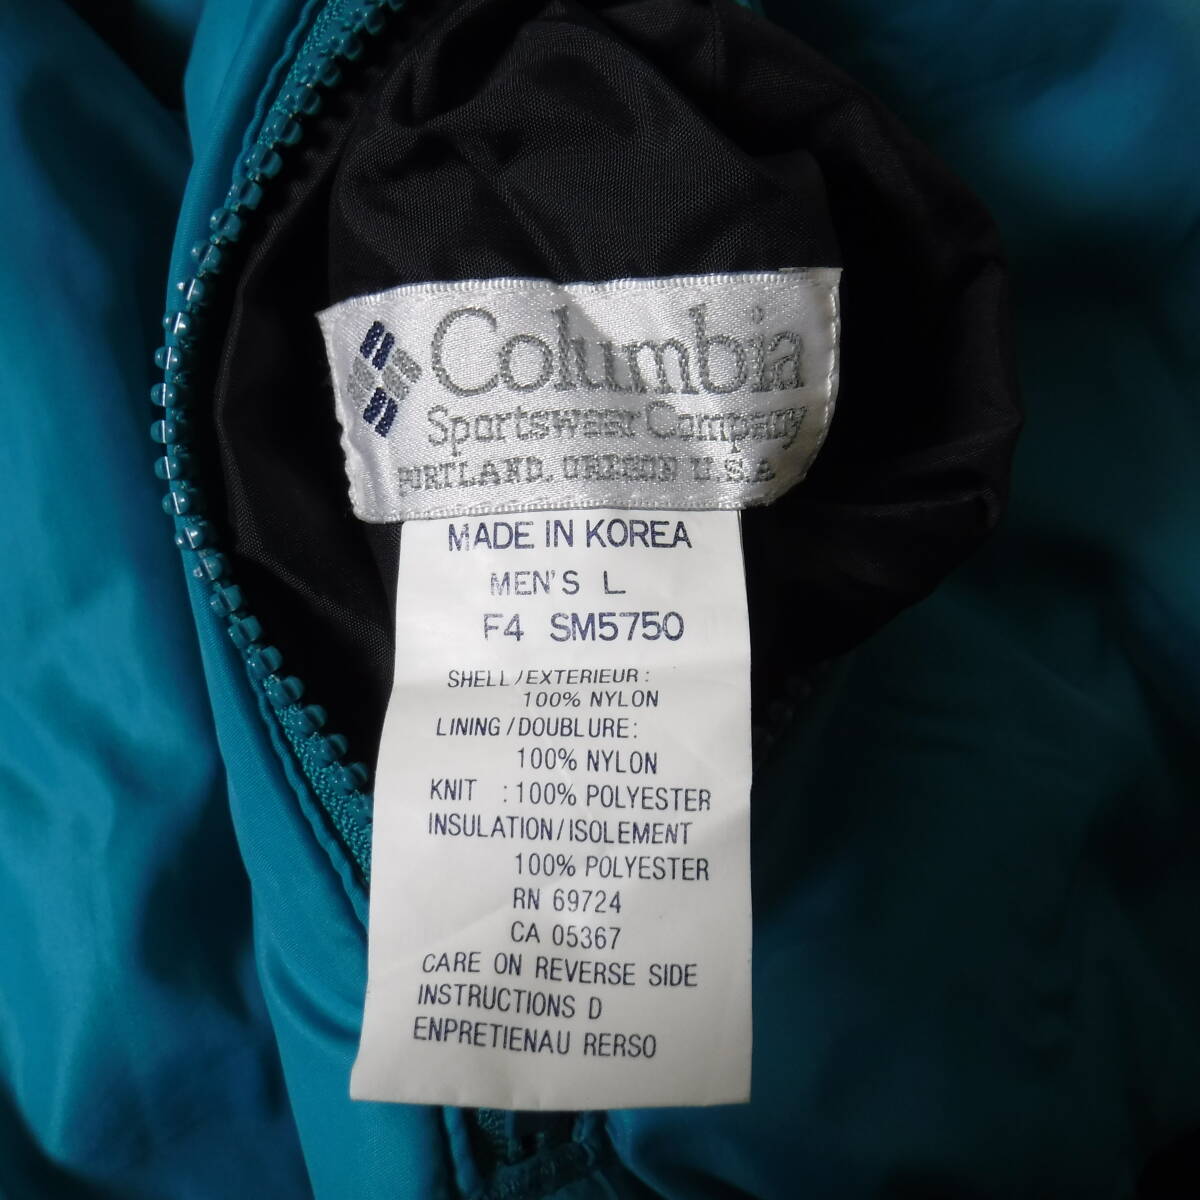 Columbia
Sportswear Company
PORTLAND, OREGON U.S.A
MADE IN KOREA
MEN'S L
F4 SM5750
SHELL/EXTERIEUR:
100% NYLON
LINING/DOUBLURE:
100% NYLON
KNIT :100% POLYESTER
INSULATION/ISOLEMENT
100% POLYESTER
RN 69724
CA 05367
CARE ON REVERSE SIDE
INSTRUCTIONS D
ENPRETIENAU RERSO